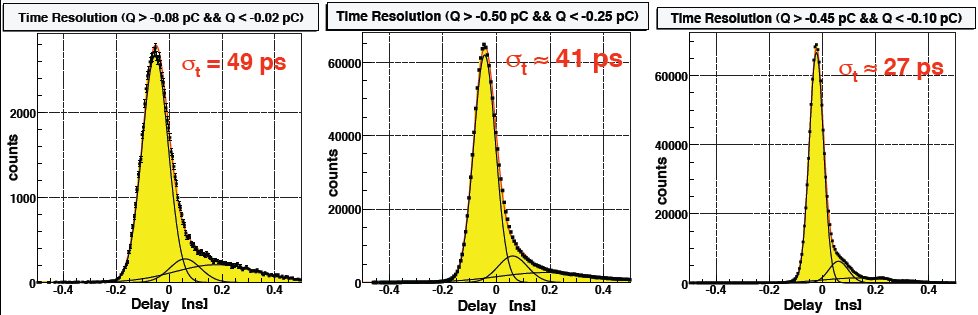 Time Resolution (Q > -0.08 pC && Q < -0.02 pC)
σt = 49 ps
counts
2000
1000
0
-0.4 -0.2 0 0.2 0.4
Delay [ns]
Time Resolution (Q > -0.50 pC && Q < -0.25 pC)
σt ≈ 41 ps
counts
60000
40000
20000
0
-0.4 -0.2 0 0.2 0.4
Delay [ns]
Time Resolution (Q > -0.45 pC && Q < -0.10 pC)
σt ≈ 27 ps
counts
60000
40000
20000
0
-0.4 -0.2 0 0.2 0.4
Delay [ns]